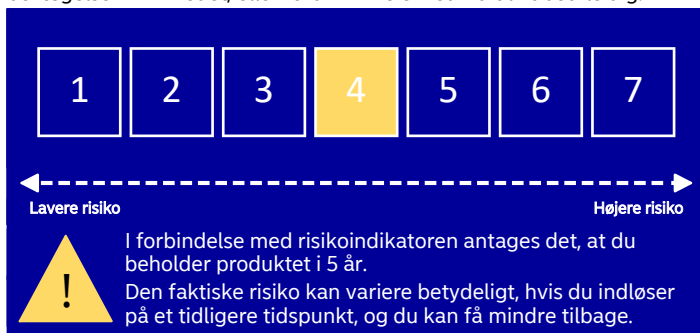 1 2 3 4 5 6 7
Lavere risiko Højere risiko
!
I forbindelse med risikoindikatoren antages det, at du
beholder produktet i 5 år.
Den faktiske risiko kan variere betydeligt, hvis du indløser
på et tidligere tidspunkt, og du kan få mindre tilbage.